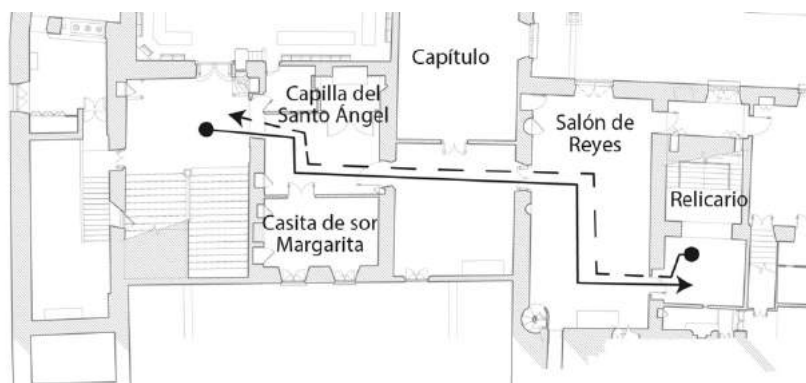 Capítulo
Capilla del
Santo Ángel
Salón de
Reyes
Relicario
Casita de sor
Margarita